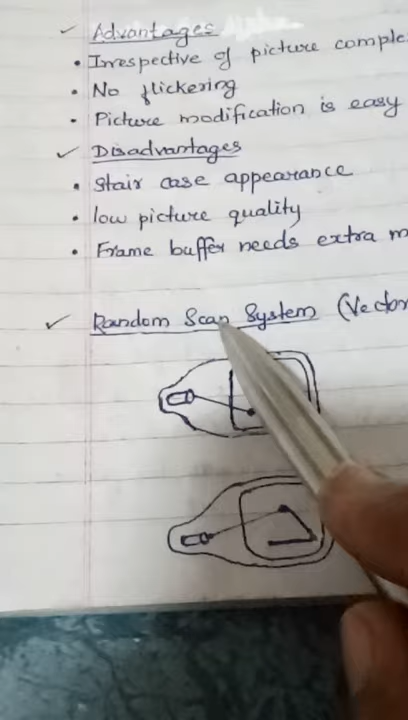 ✓ Advantages
• Irrespective of picture comple
• No flickering
• Picture modification is easy
✓ Disadvantages
• Stair case appearance
• low picture quality
• Frame buffer needs extra m
✓ Random Scan System (Vector